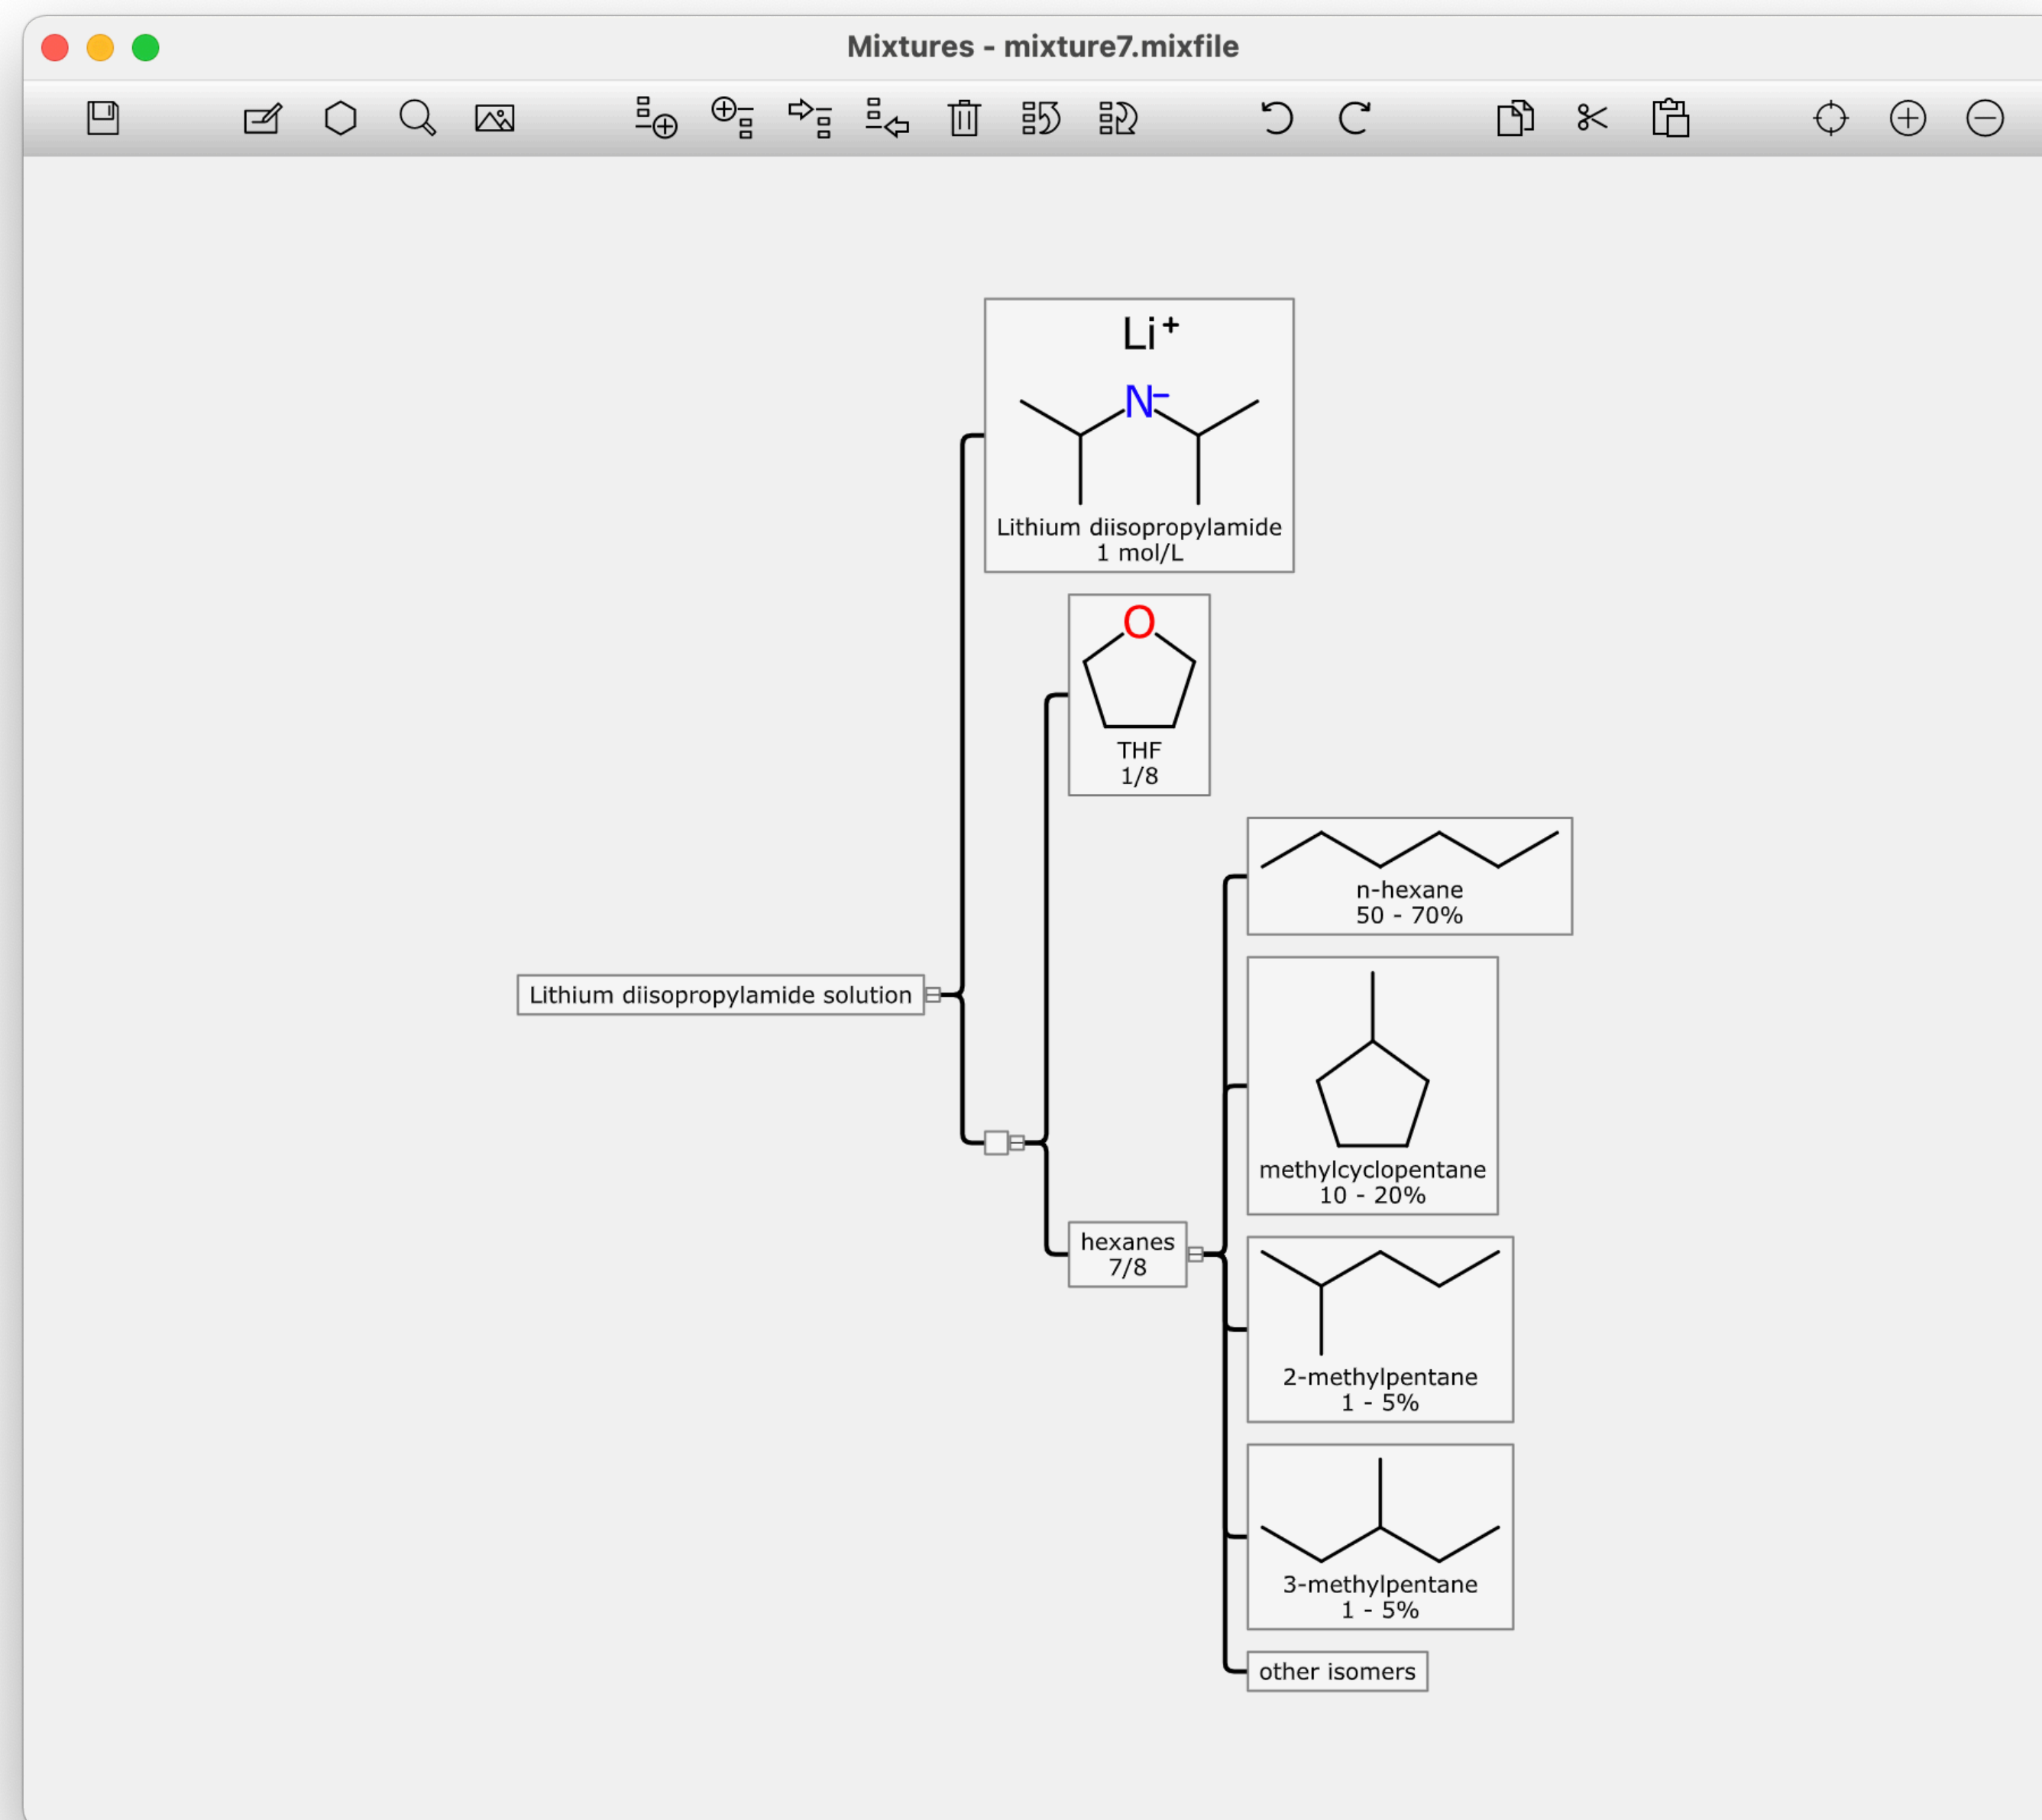 Mixtures - mixture7.mixfile
Li+
N–
Lithium diisopropylamide
1 mol/L
O
THF
1/8
n-hexane
50 - 70%
methylcyclopentane
10 - 20%
Lithium diisopropylamide solution
hexanes
7/8
2-methylpentane
1 - 5%
3-methylpentane
1 - 5%
other isomers